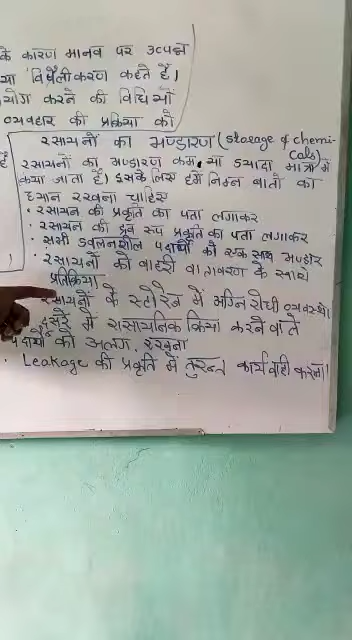 के कारण मानव पर उत्पन्न
या विषैलीकरण कहते हैं।
योग करने की विधियों
व्यवहार की प्रक्रिया को
है
रसायनों का भण्डारण (storage of chemicals)
रसायनों का भण्डारण कम या ज्यादा मात्रा में
किया जाता है। इसके लिए हमें निम्न बातों का
ध्यान रखना चाहिए
· रसायन की प्रकृति का पता लगाकर
· रसायन की द्रव रूप प्रकृति का पता लगाकर
· सभी ज्वलनशील पदार्थों को एक साथ भण्डार
· रसायनों को बाहरी वातावरण के साथ
प्रतिक्रिया
रसायनों के स्टोरेज में अग्निरोधी व्यवस्था
में रासायनिक क्रिया करने वाले
पदार्थों को अलग रखना
· Leakage की प्रकृति में तुरन्त कार्यवाही करना।